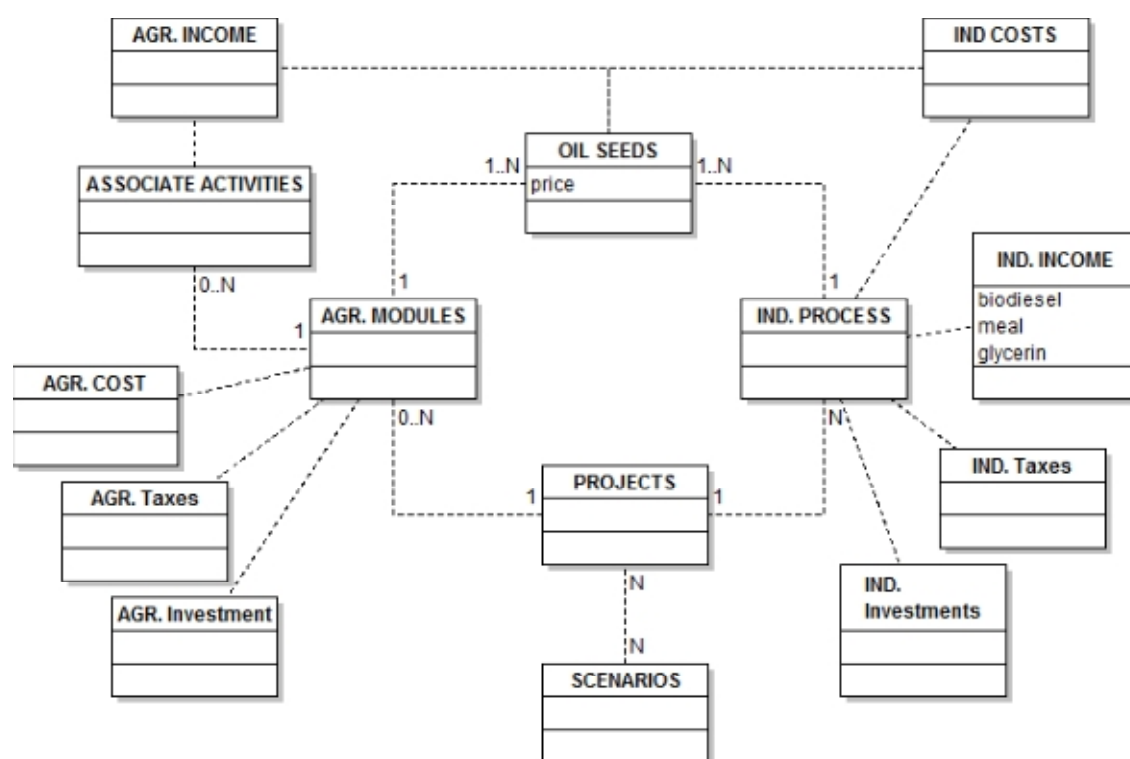 AGR. INCOME
IND COSTS
OIL SEEDS
1..N
price
1..N
ASSOCIATE ACTIVITIES
0..N
1
1
1
AGR. MODULES
IND. PROCESS
IND. INCOME
biodiesel
meal
glycerin
AGR. COST
0..N
N
AGR. Taxes
1
PROJECTS
1
IND. Taxes
AGR. Investment
N
IND.
Investments
N
SCENARIOS